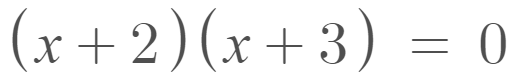 (x + 2)(x + 3) = 0